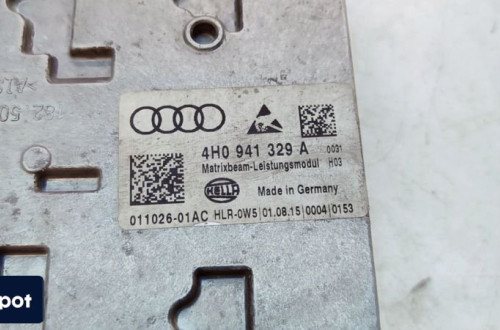 4H0 941 329 A 0031
Matrixbeam-Leistungsmodul H03
HELLA Made in Germany
011026-01AC HLR-0W5|01.08.15|0004|0153
pot